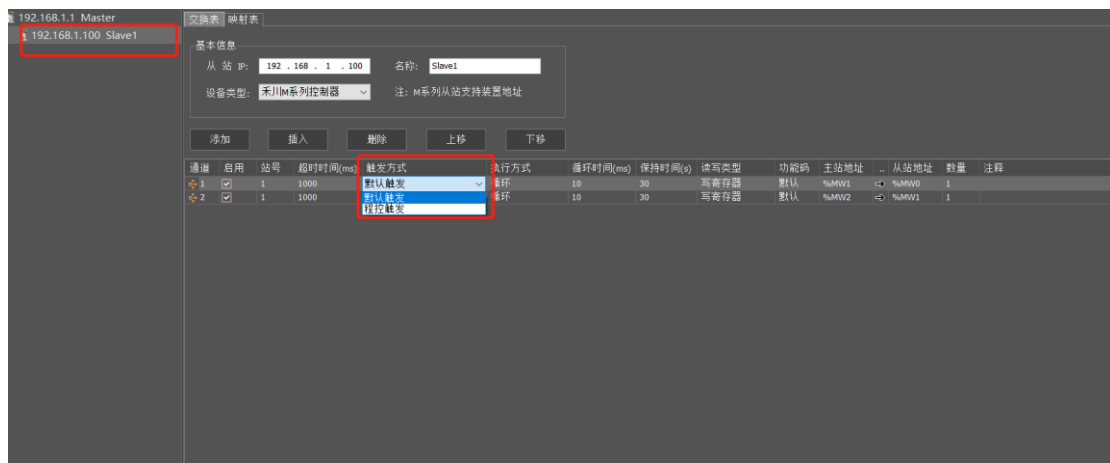 192.168.1.1 Master
192.168.1.100 Slave1
交换表 映射表
基本信息
从 站 IP: 192 . 168 . 1 . 100 名称: Slave1
设备类型: 禾川M系列控制器 注: M系列从站支持装置地址
添加 插入 删除 上移 下移
通道 启用 站号 超时时间(ms) 触发方式 执行方式 循环时间(ms) 保持时间(s) 读写类型 功能码 主站地址 .. 从站地址 数量 注释
1 1 1000 默认触发 循环 10 30 写寄存器 默认 %MW1 %MW0 1
2 1 1000 默认触发 循环 10 30 写寄存器 默认 %MW2 %MW1 1
程控触发